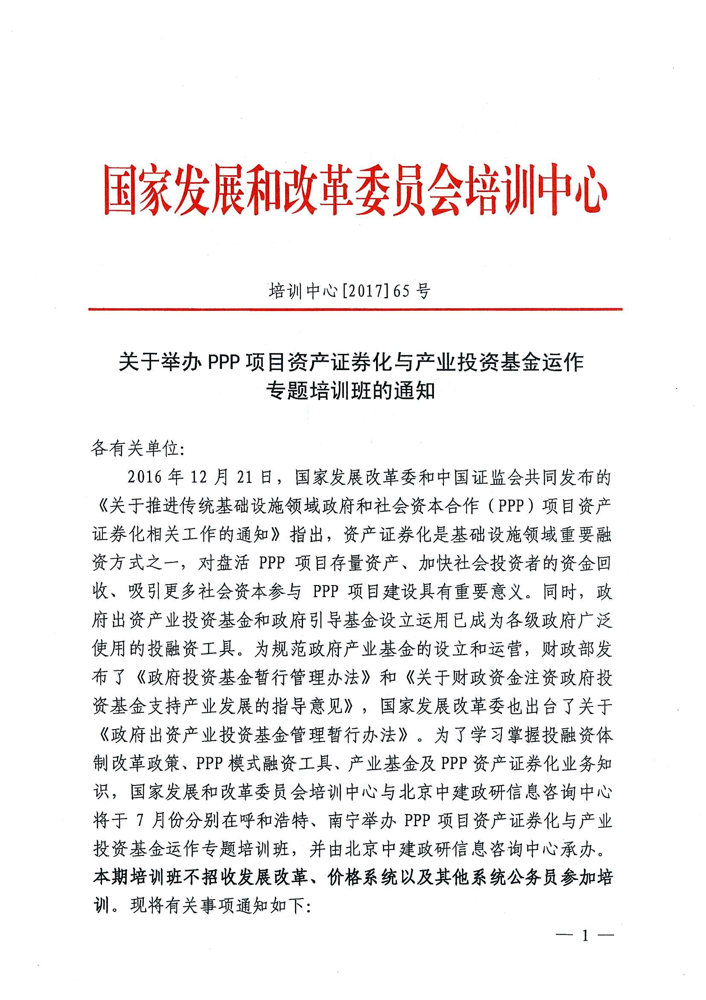 国家发展和改革委员会培训中心
培训中心[2017]65号
关于举办 PPP 项目资产证券化与产业投资基金运作
专题培训班的通知
各有关单位:
2016 年 12 月 21 日，国家发展改革委和中国证监会共同发布的
《关于推进传统基础设施领域政府和社会资本合作（PPP）项目资产
证券化相关工作的通知》指出，资产证券化是基础设施领域重要融
资方式之一，对盘活 PPP 项目存量资产、加快社会投资者的资金回
收、吸引更多社会资本参与 PPP 项目建设具有重要意义。同时，政
府出资产业投资基金和政府引导基金设立运用已成为各级政府广泛
使用的投融资工具。为规范政府产业基金的设立和运营，财政部发
布了《政府投资基金暂行管理办法》和《关于财政资金注资政府投
资基金支持产业发展的指导意见》，国家发展改革委也出台了关于
《政府出资产业投资基金管理暂行办法》。为了学习掌握投融资体
制改革政策、PPP 模式融资工具、产业基金及 PPP 资产证券化业务知
识，国家发展和改革委员会培训中心与北京中建政研信息咨询中心
将于 7 月份分别在呼和浩特、南宁举办 PPP 项目资产证券化与产业
投资基金运作专题培训班，并由北京中建政研信息咨询中心承办。
本期培训班不招收发展改革、价格系统以及其他系统公务员参加培
训。现将有关事项通知如下:
— 1 —